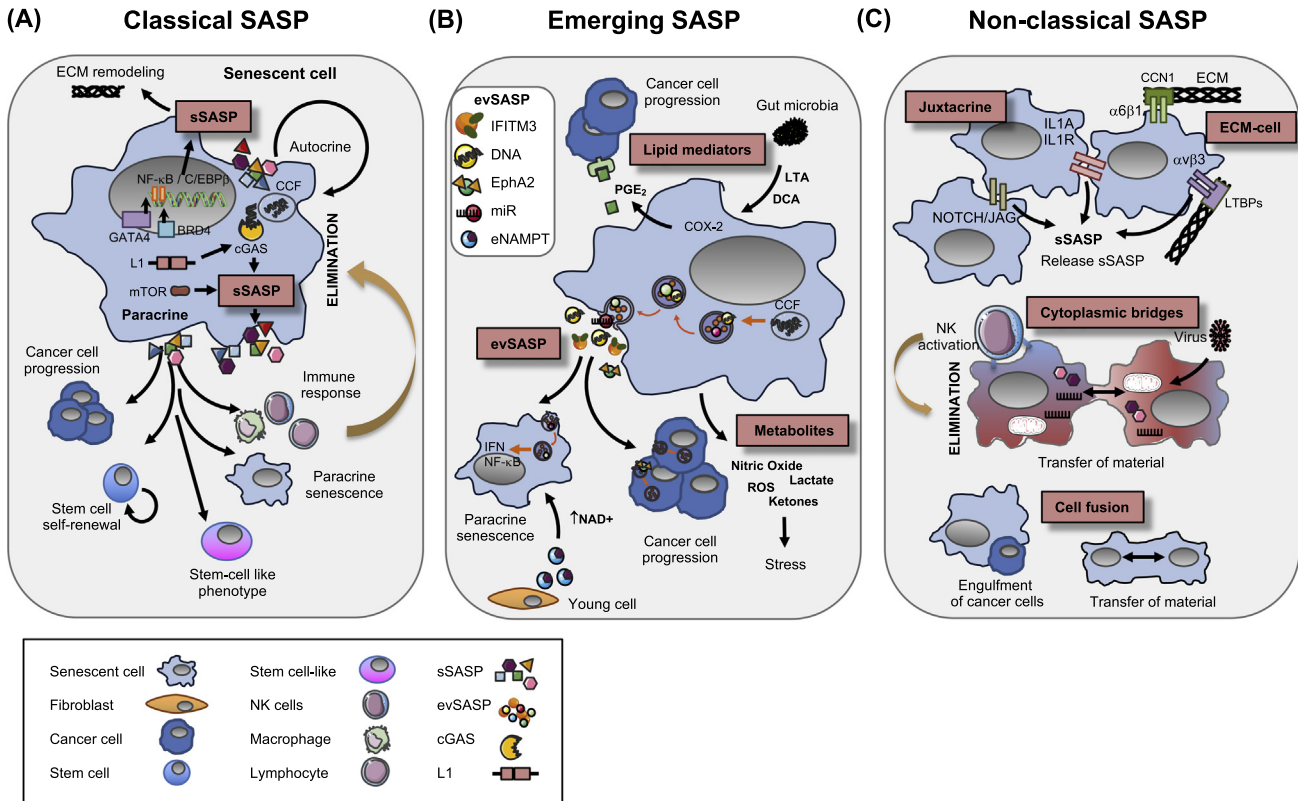 (A) Classical SASP
ECM remodeling
Senescent cell
sSASP
Autocrine
NF-κB / C/EBPβ
CCF
GATA4
BRD4
cGAS
L1
mTOR
sSASP
ELIMINATION
Paracrine
Cancer cell
progression
Immune
response
Paracrine
senescence
Stem cell
self-renewal
Stem-cell like
phenotype
(B) Emerging SASP
evSASP
IFITM3
DNA
EphA2
miR
eNAMPT
Cancer cell
progression
Gut microbia
Lipid mediators
LTA
DCA
PGE₂
COX-2
CCF
evSASP
IFN
NF-κB
Metabolites
Nitric Oxide
Lactate
ROS
Ketones
Paracrine
senescence
↑NAD+
Cancer cell
progression
Stress
Young cell
(C) Non-classical SASP
CCN1
ECM
Juxtacrine
α6β1
IL1A
IL1R
ECM-cell
αvβ3
NOTCH/JAG
LTBPs
sSASP
Release sSASP
NK
activation
Cytoplasmic bridges
Virus
ELIMINATION
Transfer of material
Cell fusion
Engulfment
of cancer cells
Transfer of material
Senescent cell
Stem cell-like
sSASP
Fibroblast
NK cells
evSASP
Cancer cell
Macrophage
cGAS
Stem cell
Lymphocyte
L1